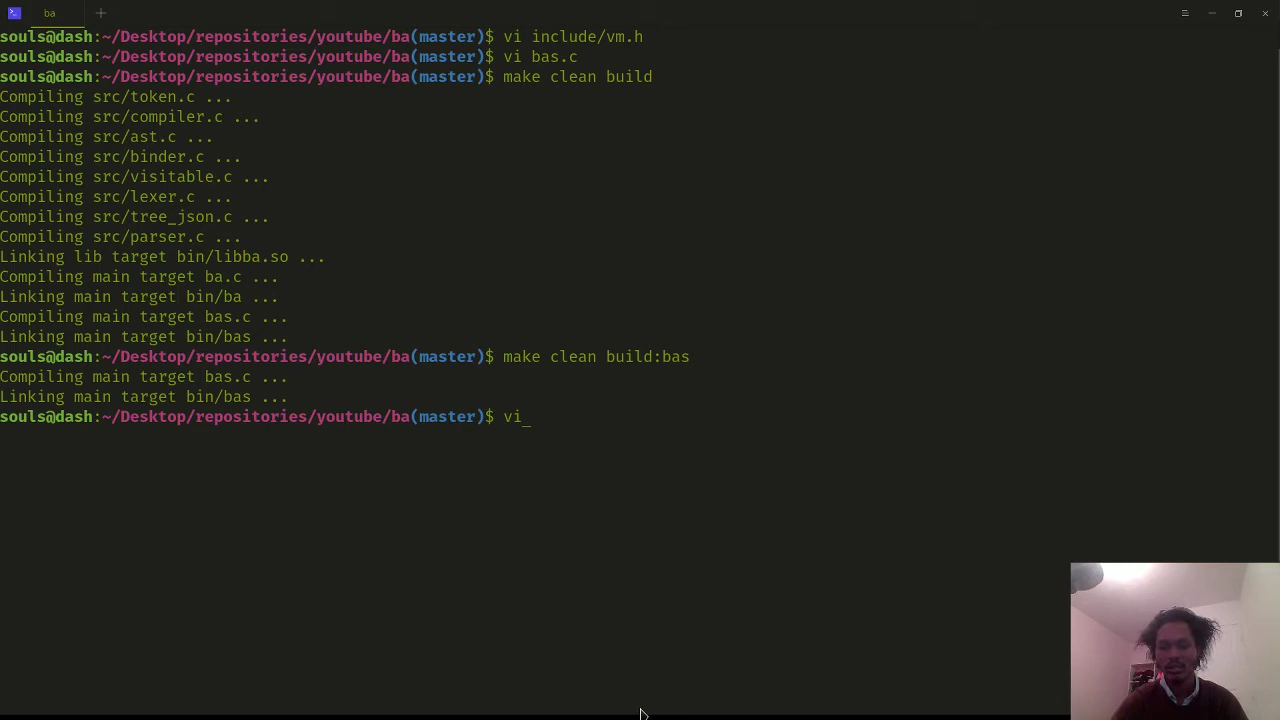 ba
souls@dash:~/Desktop/repositories/youtube/ba(master)$ vi include/vm.h
souls@dash:~/Desktop/repositories/youtube/ba(master)$ vi bas.c
souls@dash:~/Desktop/repositories/youtube/ba(master)$ make clean build
Compiling src/token.c ...
Compiling src/compiler.c ...
Compiling src/ast.c ...
Compiling src/binder.c ...
Compiling src/visitable.c ...
Compiling src/lexer.c ...
Compiling src/tree_json.c ...
Compiling src/parser.c ...
Linking lib target bin/libba.so ...
Compiling main target ba.c ...
Linking main target bin/ba ...
Compiling main target bas.c ...
Linking main target bin/bas ...
souls@dash:~/Desktop/repositories/youtube/ba(master)$ make clean build:bas
Compiling main target bas.c ...
Linking main target bin/bas ...
souls@dash:~/Desktop/repositories/youtube/ba(master)$ vi_